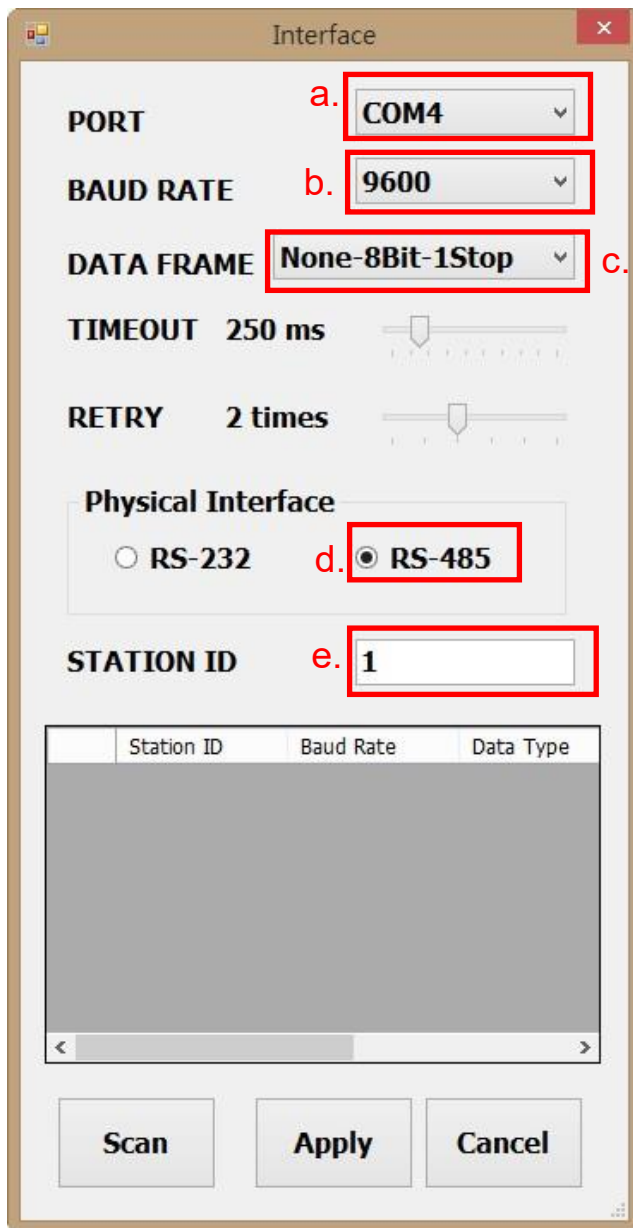 Interface
PORT a. COM4
BAUD RATE b. 9600
DATA FRAME None-8Bit-1Stop c.
TIMEOUT 250 ms
RETRY 2 times
Physical Interface
RS-232 d. RS-485
STATION ID e. 1
Station ID Baud Rate Data Type
Scan Apply Cancel